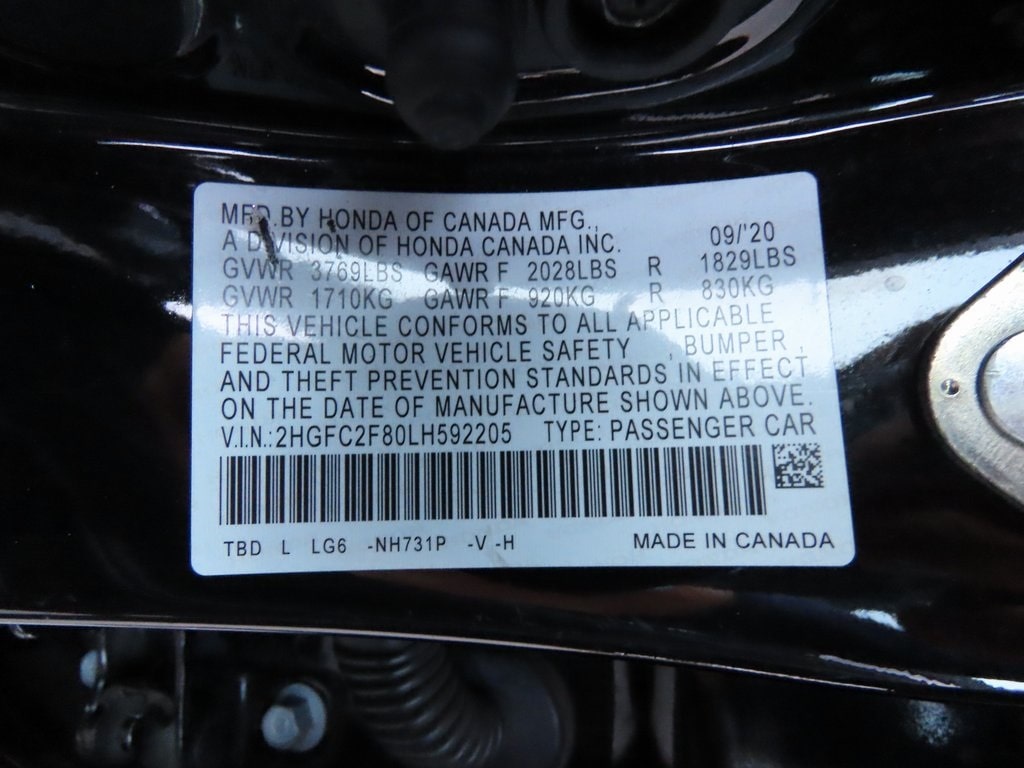 MFD. BY HONDA OF CANADA MFG.,
A DIVISION OF HONDA CANADA INC. 09/'20
GVWR 3769LBS GAWR F 2028LBS R 1829LBS
GVWR 1710KG GAWR F 920KG R 830KG
THIS VEHICLE CONFORMS TO ALL APPLICABLE
FEDERAL MOTOR VEHICLE SAFETY , BUMPER ,
AND THEFT PREVENTION STANDARDS IN EFFECT
ON THE DATE OF MANUFACTURE SHOWN ABOVE.
V.I.N.:2HGFC2F80LH592205 TYPE: PASSENGER CAR
TBD L LG6 -NH731P -V -H MADE IN CANADA